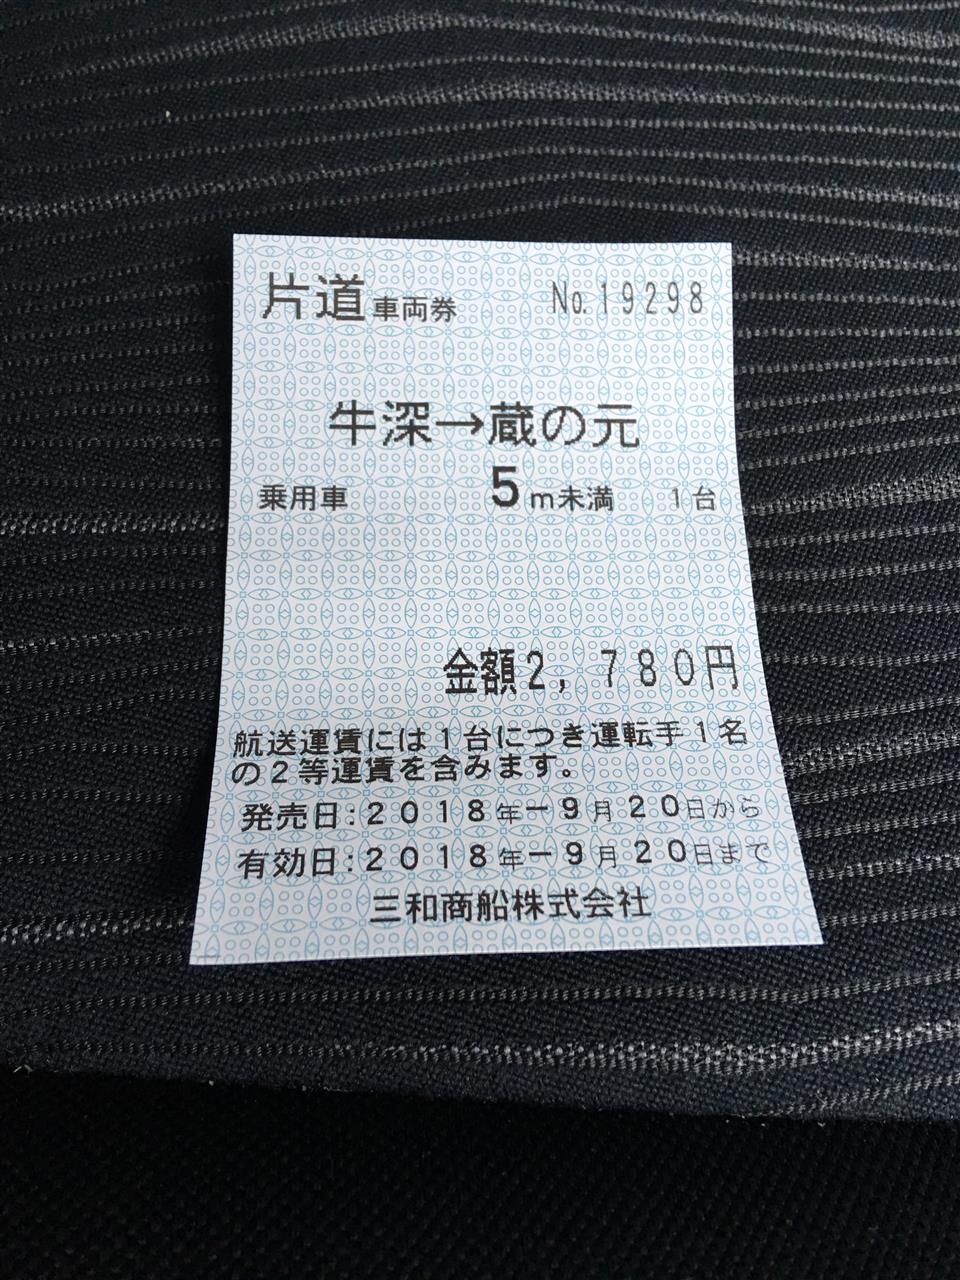 片道車両券 No.19298
牛深→蔵の元
乗用車 5m未満 1台
金額2,780円
航送運賃には1台につき運転手1名
の2等運賃を含みます。
発売日:2018年-9月20日から
有効日:2018年-9月20日まで
三和商船株式会社